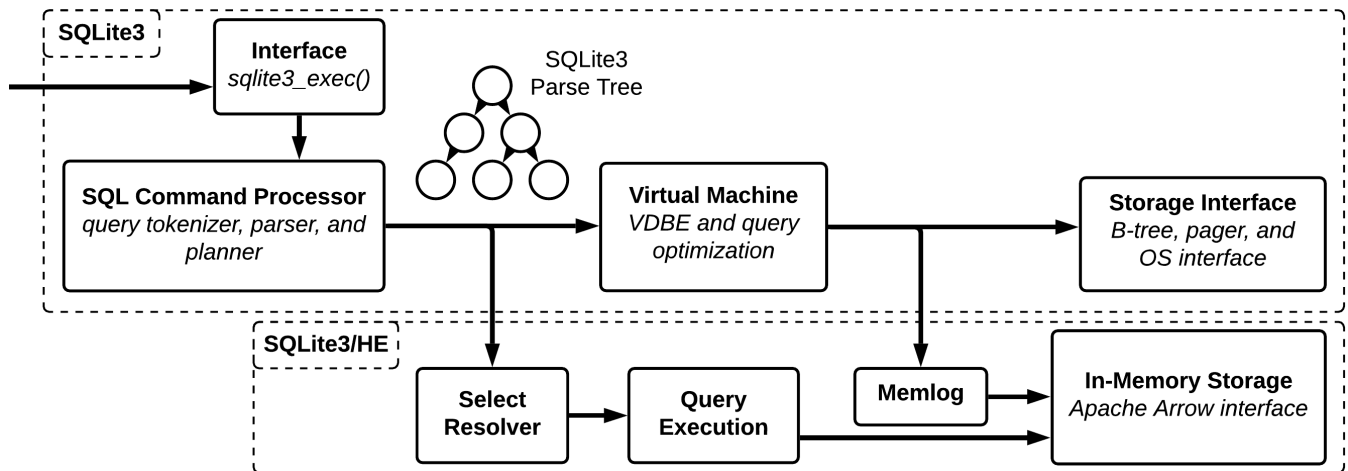 SQLite3
Interface
sqlite3_exec()
SQLite3
Parse Tree
SQL Command Processor
query tokenizer, parser, and
planner
Virtual Machine
VDBE and query
optimization
Storage Interface
B-tree, pager, and
OS interface
SQLite3/HE
Select
Resolver
Query
Execution
Memlog
In-Memory Storage
Apache Arrow interface